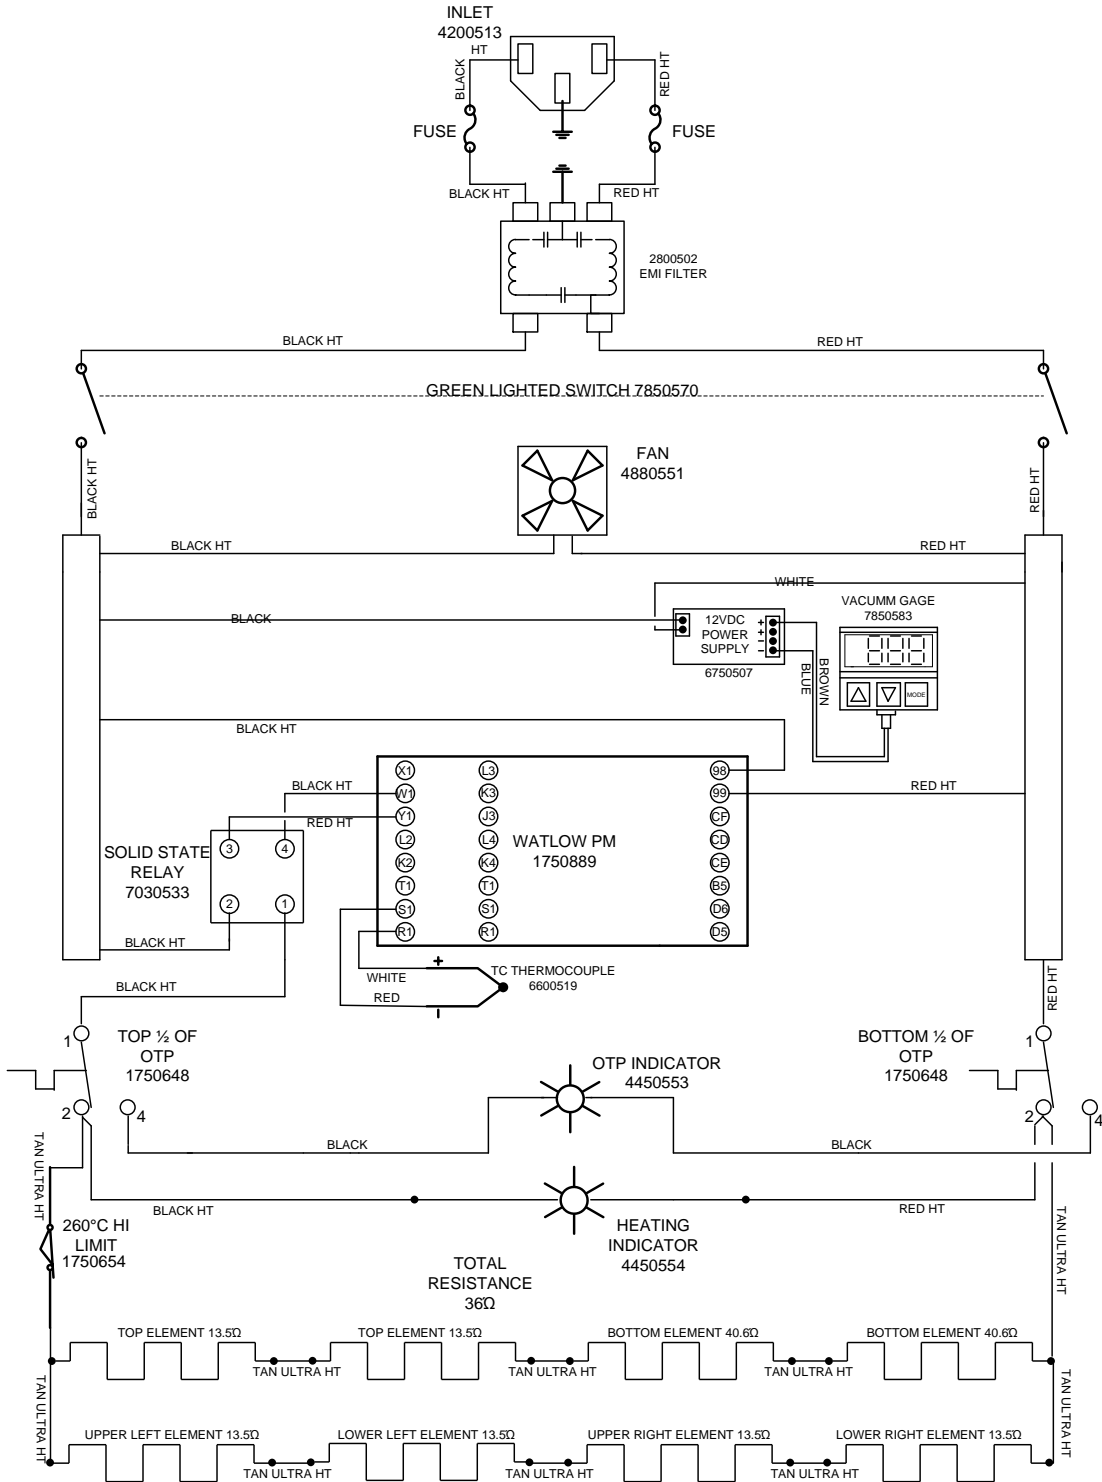 INLET
4200513
HT
BLACK
RED HT
FUSE
FUSE
BLACK HT
RED HT
2800502
EMI FILTER
BLACK HT
RED HT
GREEN LIGHTED SWITCH 7850570
BLACK HT
RED HT
FAN
4880551
BLACK HT
RED HT
WHITE
BLACK
12VDC
POWER
SUPPLY
+
+
−
−
6750507
BLUE
BROWN
VACUMM GAGE
7850583
MODE
BLACK HT
WATLOW PM
1750889
X1
W1
Y1
L2
K2
T1
S1
R1
L3
K3
J3
L4
K4
T1
S1
R1
98
99
CF
CD
CE
B5
D6
D5
RED HT
BLACK HT
RED HT
SOLID STATE
RELAY
7030533
3
4
2
1
BLACK HT
BLACK HT
WHITE
RED
+
−
TC THERMOCOUPLE
6600519
RED HT
1
TOP ½ OF
OTP
1750648
2
4
BOTTOM ½ OF
OTP
1750648
1
2
4
OTP INDICATOR
4450553
BLACK
BLACK
BLACK HT
RED HT
HEATING
INDICATOR
4450554
TAN ULTRA HT
260°C HI
LIMIT
1750654
TAN ULTRA HT
TOTAL
RESISTANCE
36Ω
TOP ELEMENT 13.5Ω
TOP ELEMENT 13.5Ω
BOTTOM ELEMENT 40.6Ω
BOTTOM ELEMENT 40.6Ω
TAN ULTRA HT
TAN ULTRA HT
TAN ULTRA HT
TAN ULTRA HT
TAN ULTRA HT
UPPER LEFT ELEMENT 13.5Ω
LOWER LEFT ELEMENT 13.5Ω
UPPER RIGHT ELEMENT 13.5Ω
LOWER RIGHT ELEMENT 13.5Ω
TAN ULTRA HT
TAN ULTRA HT
TAN ULTRA HT